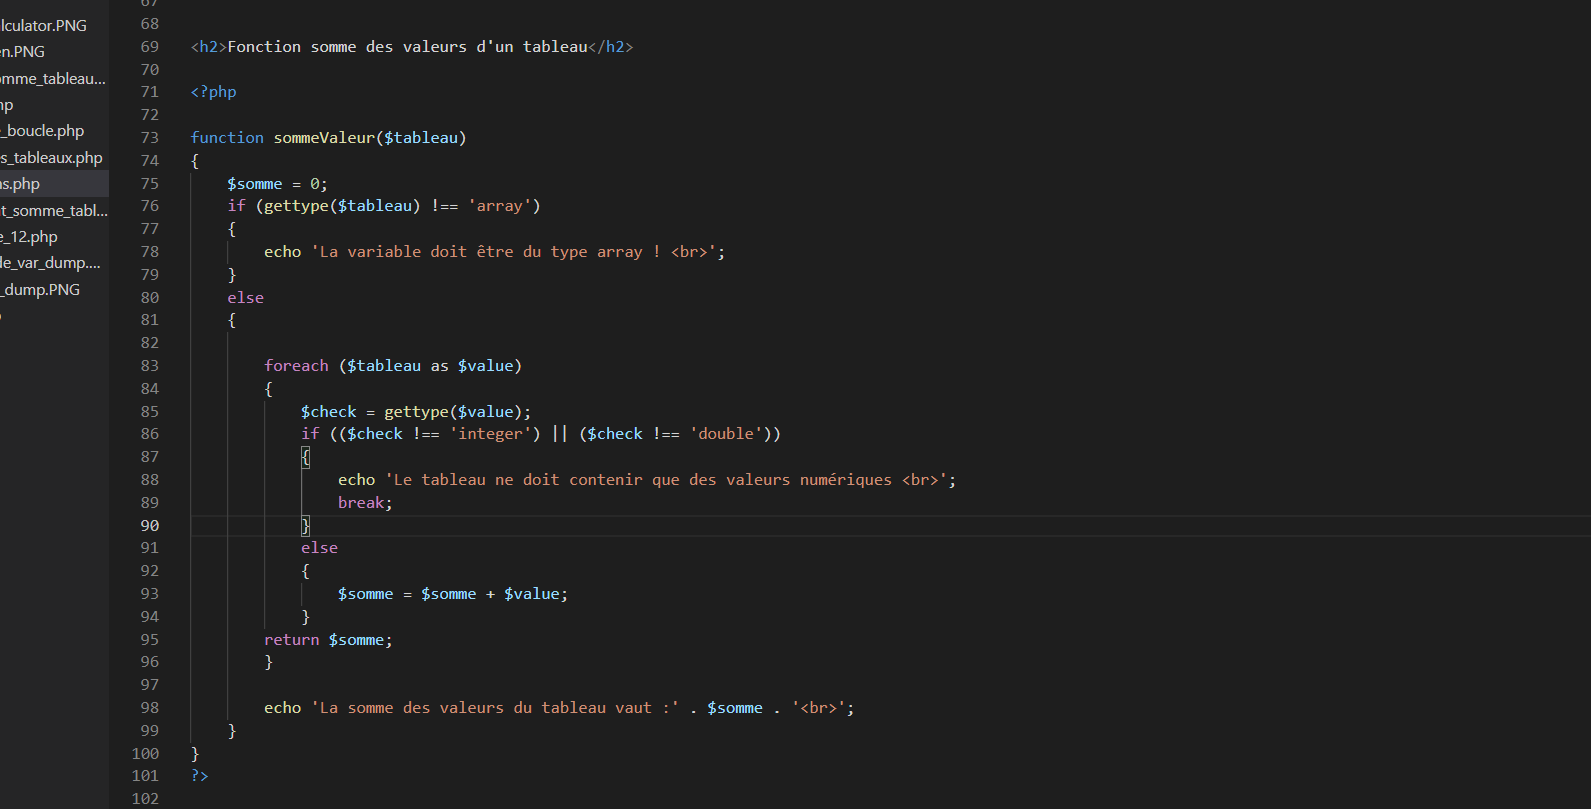 lculator.PNG
en.PNG
omme_tableau...
np
_boucle.php
s_tableaux.php
ns.php
t_somme_tabl...
e_12.php
de_var_dump....
_dump.PNG
67
68
69 <h2>Fonction somme des valeurs d'un tableau</h2>
70
71 <?php
72
73 function sommeValeur($tableau)
74 {
75 $somme = 0;
76 if (gettype($tableau) !== 'array')
77 {
78 echo 'La variable doit être du type array ! <br>';
79 }
80 else
81 {
82
83 foreach ($tableau as $value)
84 {
85 $check = gettype($value);
86 if (($check !== 'integer') || ($check !== 'double'))
87 {
88 echo 'Le tableau ne doit contenir que des valeurs numériques <br>';
89 break;
90 }
91 else
92 {
93 $somme = $somme + $value;
94 }
95 return $somme;
96 }
97
98 echo 'La somme des valeurs du tableau vaut :' . $somme . '<br>';
99 }
100 }
101 ?>
102